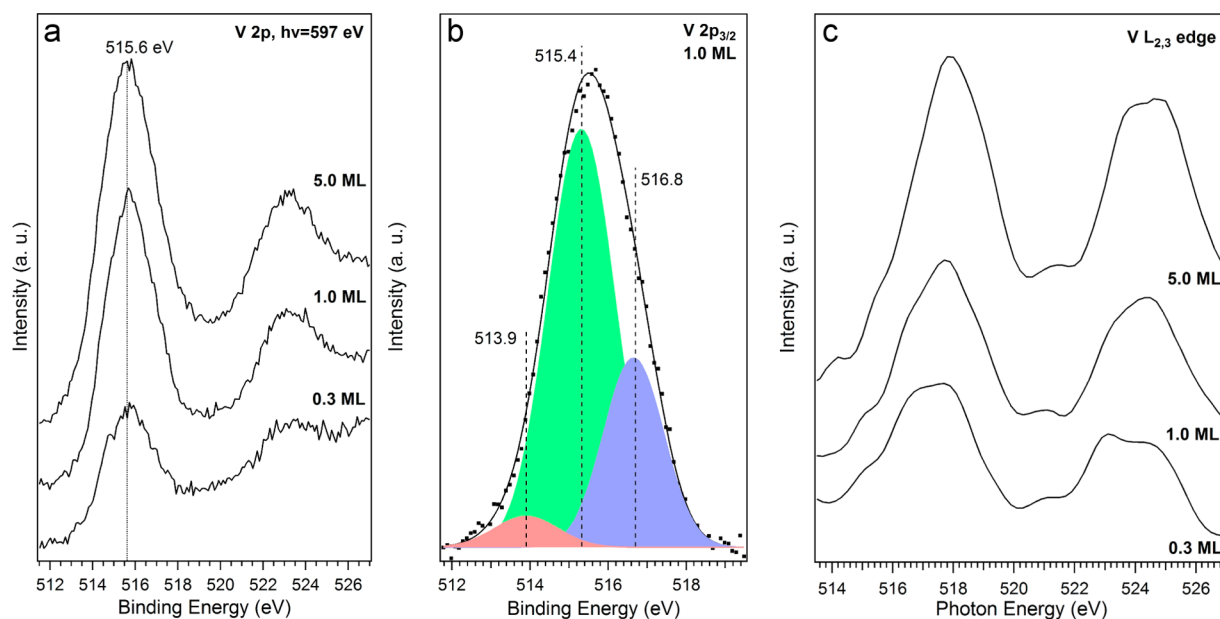 a
V 2p, hν=597 eV
515.6 eV
5.0 ML
1.0 ML
0.3 ML
Intensity (a. u.)
512 514 516 518 520 522 524 526
Binding Energy (eV)
b
V 2p3/2
1.0 ML
515.4
516.8
513.9
Intensity (a. u.)
512 514 516 518
Binding Energy (eV)
c
V L2,3 edge
5.0 ML
1.0 ML
0.3 ML
Intensity (a. u.)
514 516 518 520 522 524 526
Photon Energy (eV)